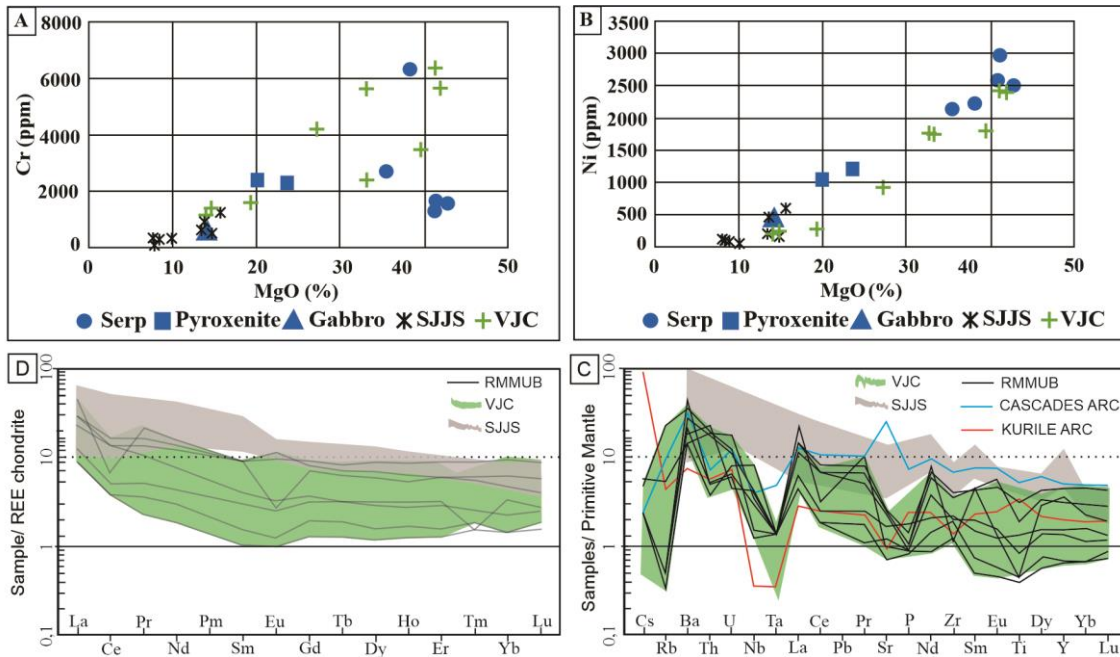 A
8000
6000
4000
2000
0
Cr (ppm)
0 10 20 30 40 50
MgO (%)
Serp Pyroxenite Gabbro SJJS VJC
B
3500
3000
2500
2000
1500
1000
500
0
Ni (ppm)
0 10 20 30 40 50
MgO (%)
Serp Pyroxenite Gabbro SJJS VJC
D
100
10
1
0,1
Sample/ REE chondrite
RMMUB
VJC
SJJS
La Pr Pm Eu Tb Ho Tm Lu
Ce Nd Sm Gd Dy Er Yb
C
100
10
1
0,1
Samples/ Primitive Mantle
VJC RMMUB
SJJS CASCADES ARC
KURILE ARC
Cs Ba U Ta Ce Pr P Zr Eu Dy Yb
Rb Th Nb La Pb Sr Nd Sm Ti Y Lu